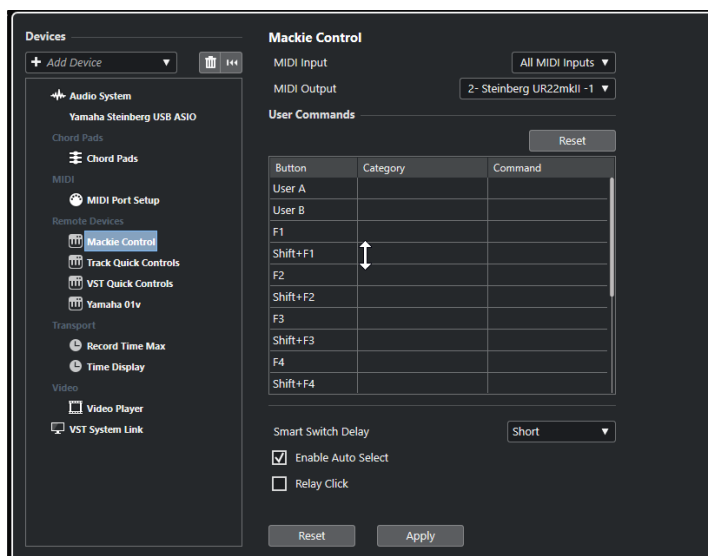 Devices
+ Add Device
Audio System
Yamaha Steinberg USB ASIO
Chord Pads
Chord Pads
MIDI
MIDI Port Setup
Remote Devices
Mackie Control
Track Quick Controls
VST Quick Controls
Yamaha 01v
Transport
Record Time Max
Time Display
Video
Video Player
VST System Link
Mackie Control
MIDI Input All MIDI Inputs
MIDI Output 2- Steinberg UR22mkII -1
User Commands
Reset
Button Category Command
User A
User B
F1
Shift+F1
F2
Shift+F2
F3
Shift+F3
F4
Shift+F4
Smart Switch Delay Short
Enable Auto Select
Relay Click
Reset Apply